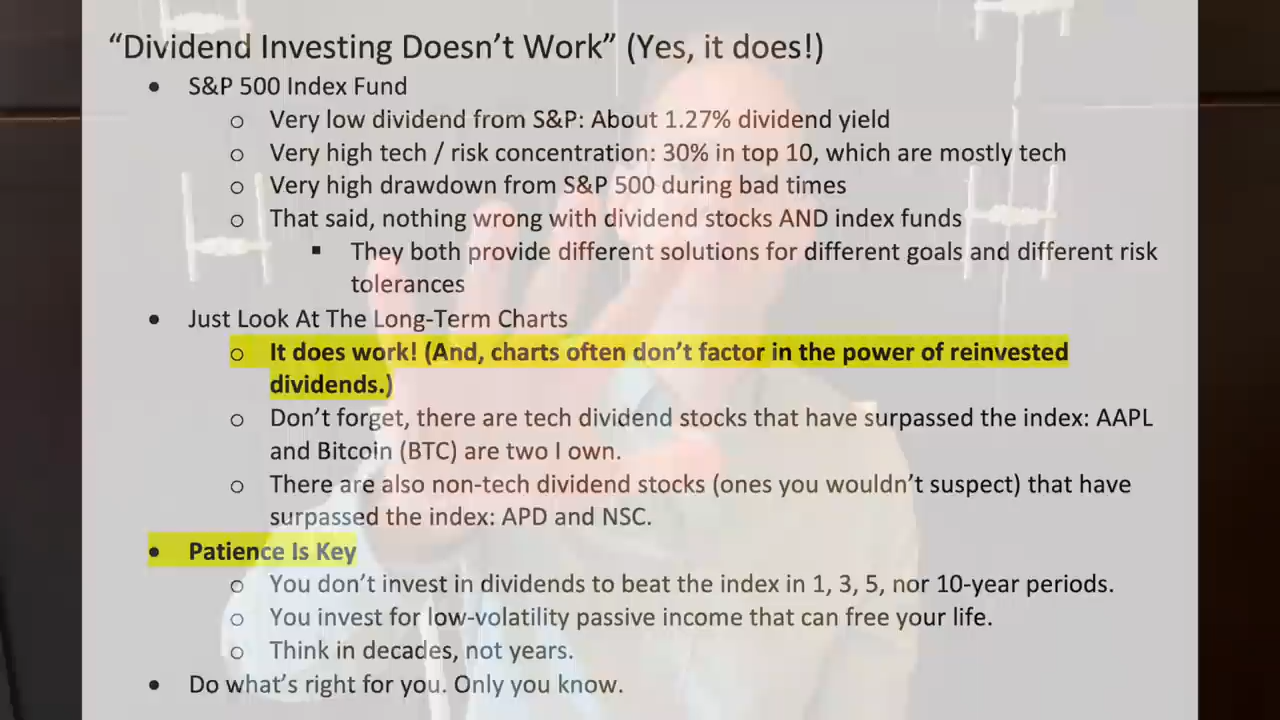 “Dividend Investing Doesn’t Work” (Yes, it does!)
• S&P 500 Index Fund
o Very low dividend from S&P: About 1.27% dividend yield
o Very high tech / risk concentration: 30% in top 10, which are mostly tech
o Very high drawdown from S&P 500 during bad times
o That said, nothing wrong with dividend stocks AND index funds
▪ They both provide different solutions for different goals and different risk
tolerances
• Just Look At The Long-Term Charts
o It does work! (And, charts often don’t factor in the power of reinvested
dividends.)
o Don’t forget, there are tech dividend stocks that have surpassed the index: AAPL
and Bitcoin (BTC) are two I own.
o There are also non-tech dividend stocks (ones you wouldn’t suspect) that have
surpassed the index: APD and NSC.
• Patience Is Key
o You don’t invest in dividends to beat the index in 1, 3, 5, nor 10-year periods.
o You invest for low-volatility passive income that can free your life.
o Think in decades, not years.
• Do what’s right for you. Only you know.